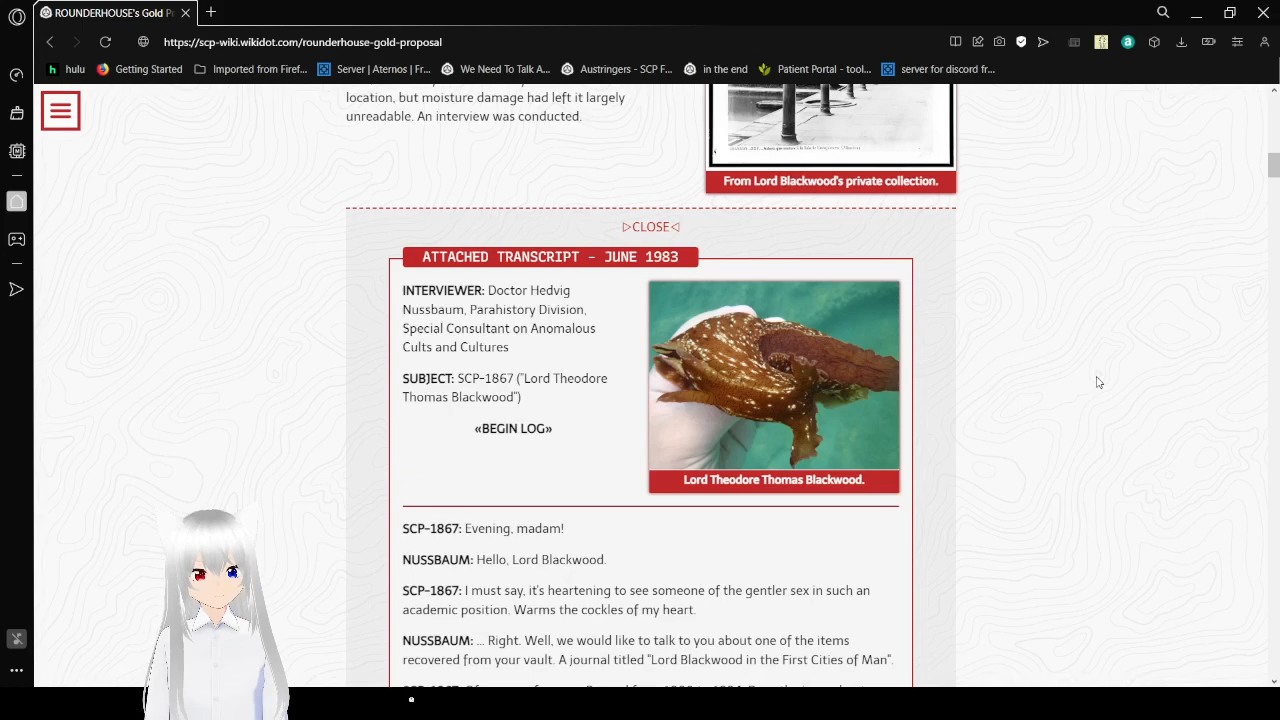 ROUNDERHOUSE's Gold P
https://scp-wiki.wikidot.com/rounderhouse-gold-proposal
hulu
Getting Started
Imported from Firef...
Server | Aternos | Fr...
We Need To Talk A...
Austringers - SCP F...
in the end
Patient Portal - tool...
server for discord fr...
location, but moisture damage had left it largely
unreadable. An interview was conducted.
From Lord Blackwood's private collection.
▷CLOSE◁
ATTACHED TRANSCRIPT - JUNE 1983
INTERVIEWER: Doctor Hedvig
Nussbaum, Parahistory Division,
Special Consultant on Anomalous
Cults and Cultures
SUBJECT: SCP-1867 ("Lord Theodore
Thomas Blackwood")
«BEGIN LOG»
Lord Theodore Thomas Blackwood.
SCP-1867: Evening, madam!
NUSSBAUM: Hello, Lord Blackwood.
SCP-1867: I must say, it's heartening to see someone of the gentler sex in such an
academic position. Warms the cockles of my heart.
NUSSBAUM: ... Right. Well, we would like to talk to you about one of the items
recovered from your vault. A journal titled "Lord Blackwood in the First Cities of Man".